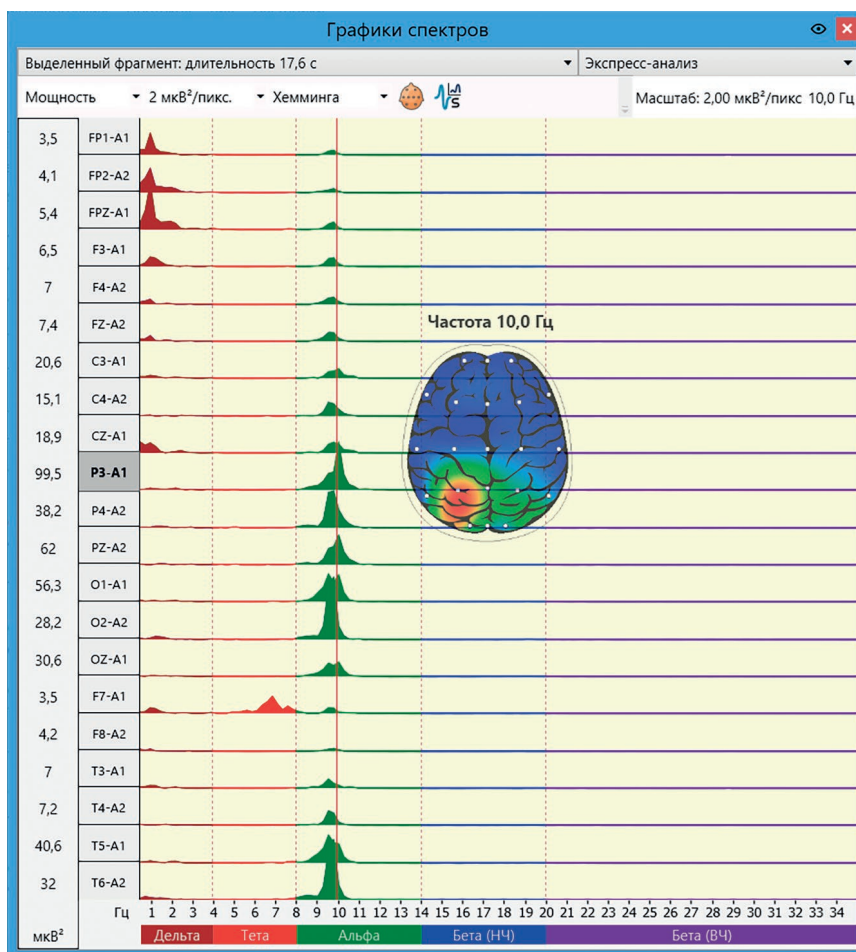 Графики спектров
Выделенный фрагмент: длительность 17,6 с Экспресс-анализ
Мощность 2 мкВ²/пикс. Хемминга Масштаб: 2,00 мкВ²/пикс 10,0 Гц
3,5 FP1-A1
4,1 FP2-A2
5,4 FPZ-A1
6,5 F3-A1
7 F4-A2
7,4 FZ-A2
Частота 10,0 Гц
20,6 C3-A1
15,1 C4-A2
18,9 CZ-A1
99,5 P3-A1
38,2 P4-A2
62 PZ-A2
56,3 O1-A1
28,2 O2-A2
30,6 OZ-A1
3,5 F7-A1
4,2 F8-A2
7 T3-A1
7,2 T4-A2
40,6 T5-A1
32 T6-A2
Гц 1 2 3 4 5 6 7 8 9 10 11 12 13 14 15 16 17 18 19 20 21 22 23 24 25 26 27 28 29 30 31 32 33 34
мкВ² Дельта Тета Альфа Бета (НЧ) Бета (ВЧ)